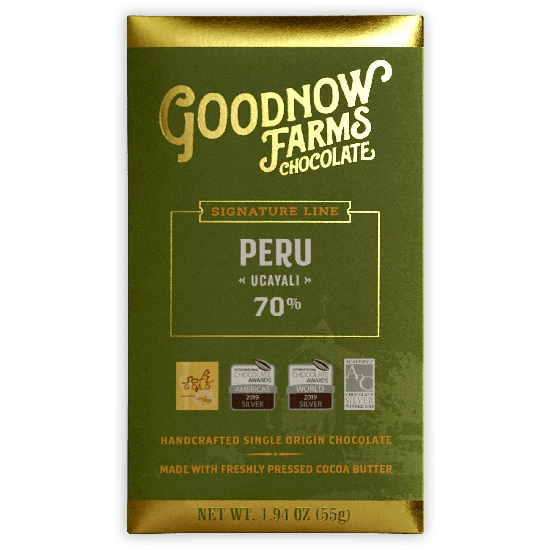 GOODNOW
FARMS
CHOCOLATE
SIGNATURE LINE
PERU
UCAYALI
70%
Soft
GOLD
INTERNATIONAL
CHOCOLATE
AWARDS
AMERICAS
2019
SILVER
INTERNATIONAL
CHOCOLATE
AWARDS
WORLD
2019
SILVER
ACADEMY
CHOCOLATE
SILVER
HANDCRAFTED SINGLE ORIGIN CHOCOLATE
MADE WITH FRESHLY PRESSED COCOA BUTTER
NET WT. 1.94 OZ (55g)